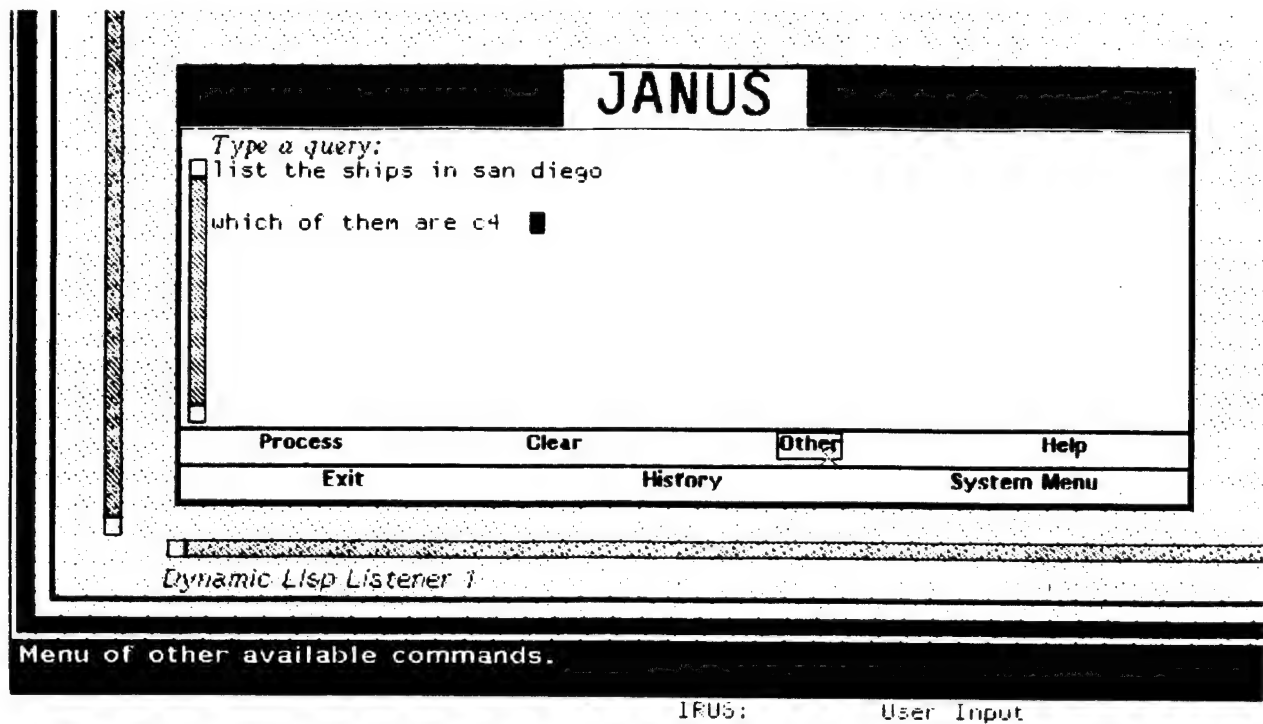 JANUS
Type a query:
list the ships in san diego
which of them are c4
Process Clear Other Help
Exit History System Menu
Dynamic Lisp Listener 1
Menu of other available commands.
IRUS: User Input